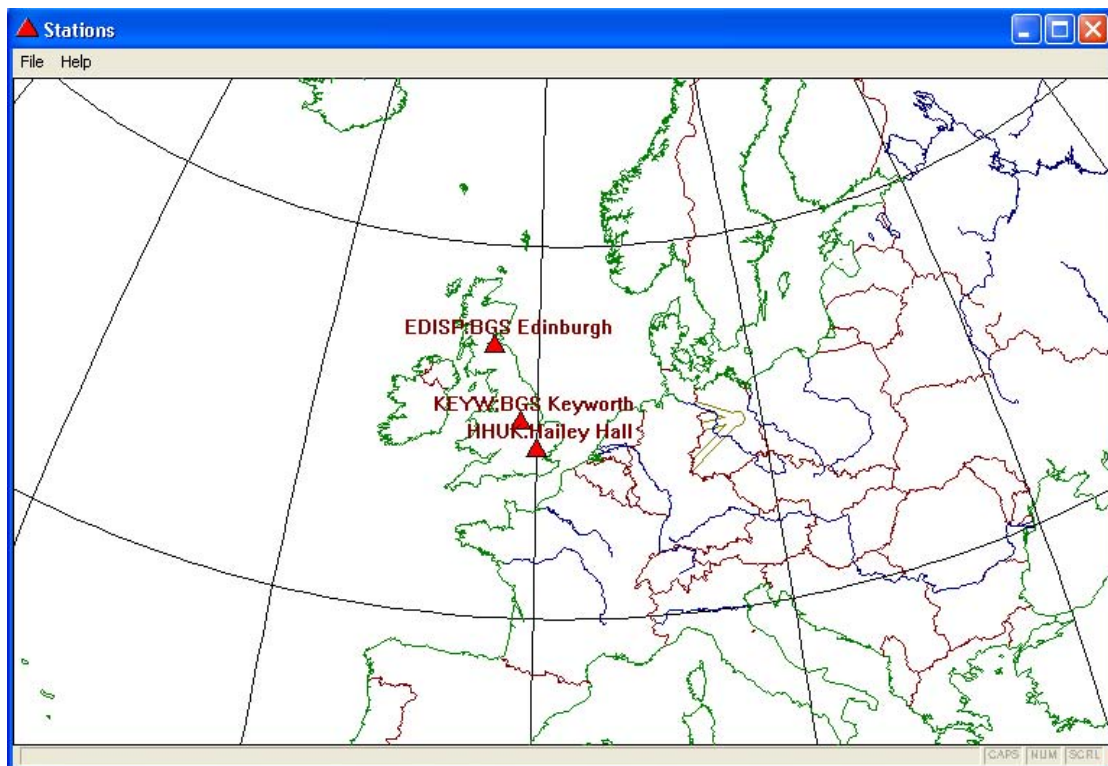 Stations
File Help
EDISP:BGS Edinburgh
KEYW:BGS Keyworth
HHUK:Hailey Hall
CAPS NUM SCRL